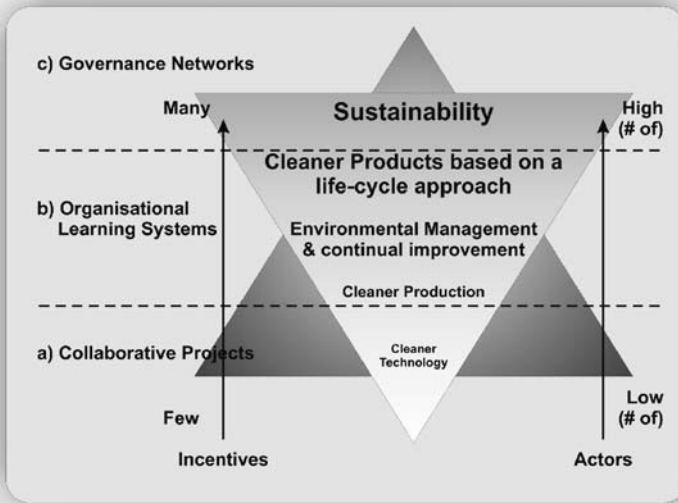 c) Governance Networks
Many
Sustainability
High
(# of)
Cleaner Products based on a
life-cycle approach
b) Organisational
Learning Systems
Environmental Management
& continual improvement
Cleaner Production
a) Collaborative Projects
Cleaner
Technology
Few
Low
(# of)
Incentives
Actors